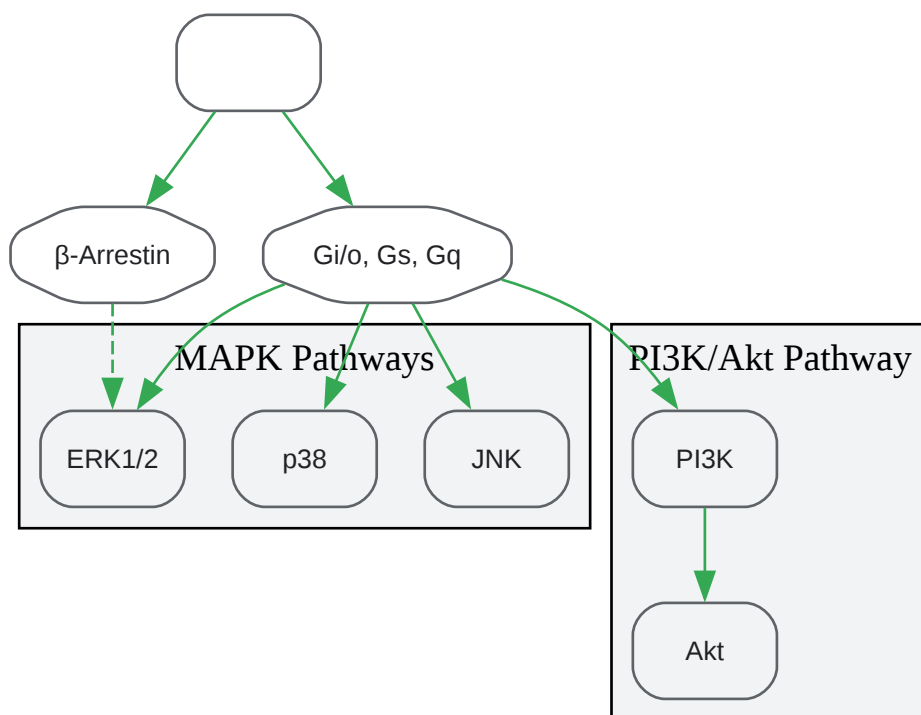 β-Arrestin
Gi/o, Gs, Gq
MAPK Pathways
PI3K/Akt Pathway
ERK1/2
p38
JNK
PI3K
Akt